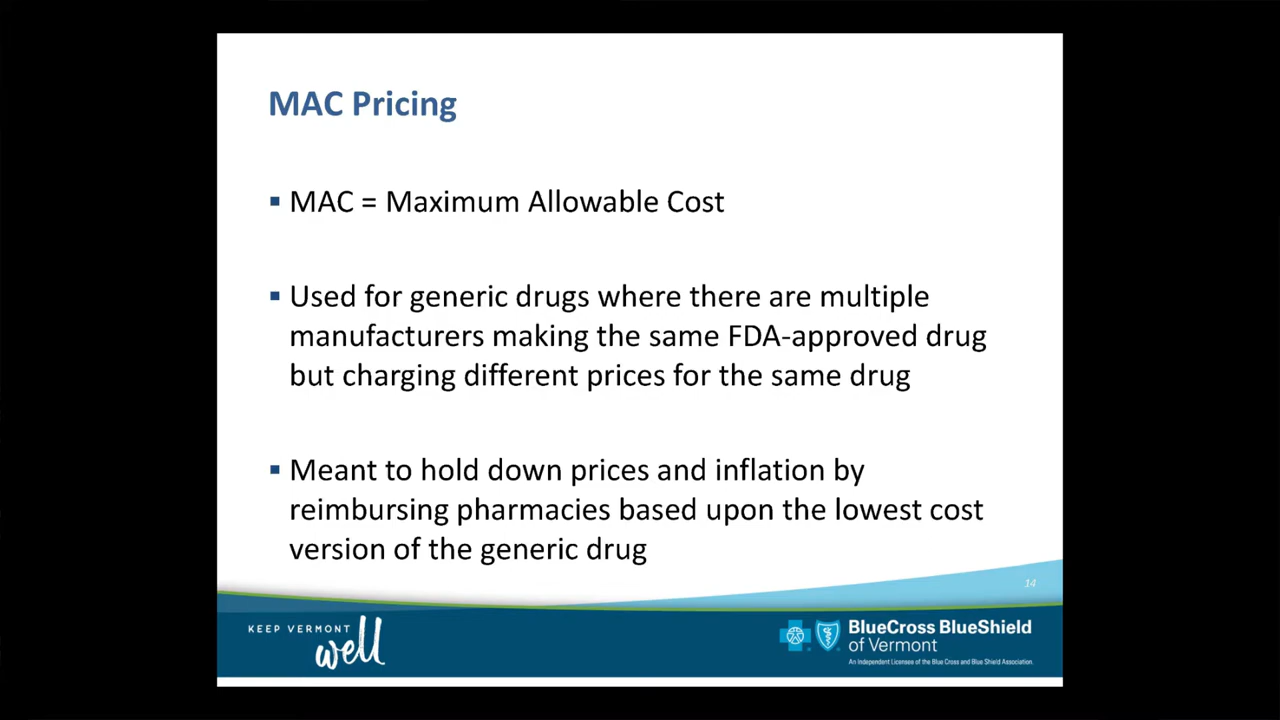 MAC Pricing
▪ MAC = Maximum Allowable Cost
▪ Used for generic drugs where there are multiple
manufacturers making the same FDA-approved drug
but charging different prices for the same drug
▪ Meant to hold down prices and inflation by
reimbursing pharmacies based upon the lowest cost
version of the generic drug
14
KEEP VERMONT
well
BlueCross BlueShield
of Vermont
An Independent Licensee of the Blue Cross and Blue Shield Association.